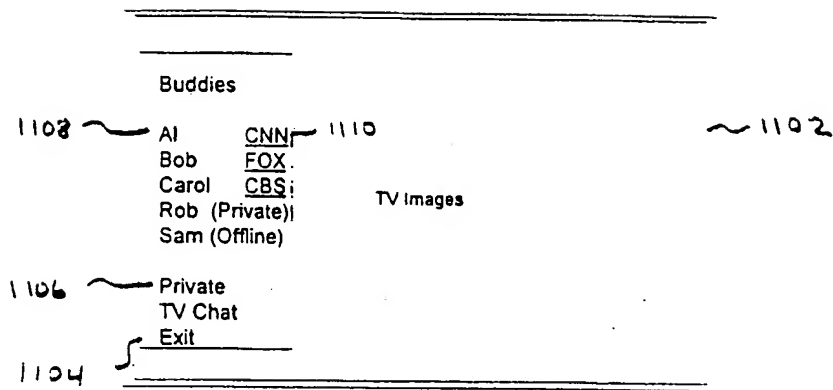 Buddies
1108 Al CNN 1110 1102
Bob FOX
Carol CBS
TV Images
Rob (Private)
Sam (Offline)
1106 Private
TV Chat
Exit
1104